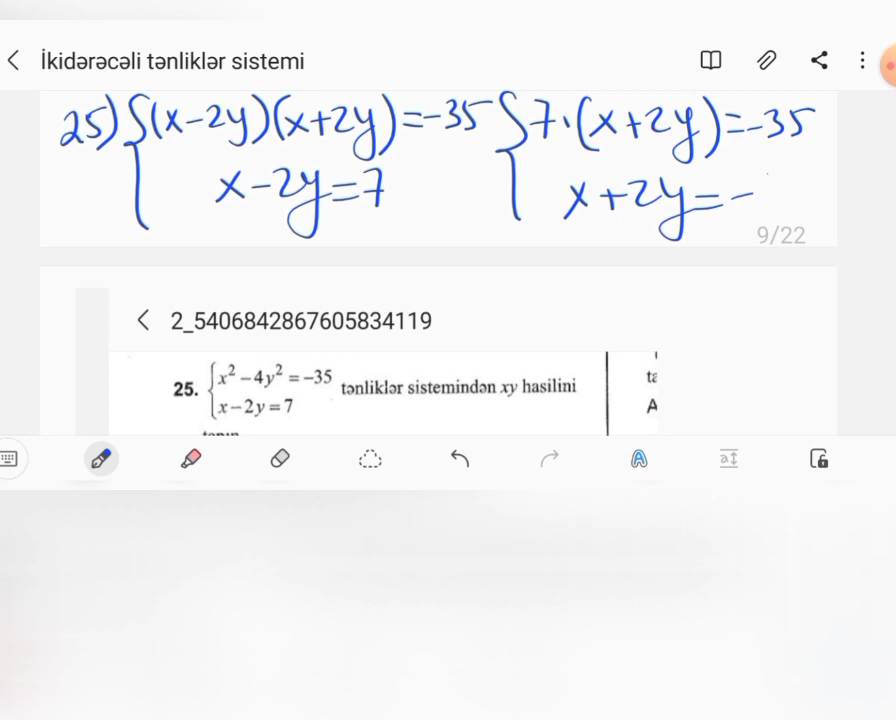 İkidərəcəli tənliklər sistemi
25) {(x-2y)(x+2y)=-35 {7·(x+2y)=-35
x-2y=7 x+2y=-
9/22
2_5406842867605834119
25. {x² - 4y² = -35
x - 2y = 7 tənliklər sistemindən xy hasilini
A